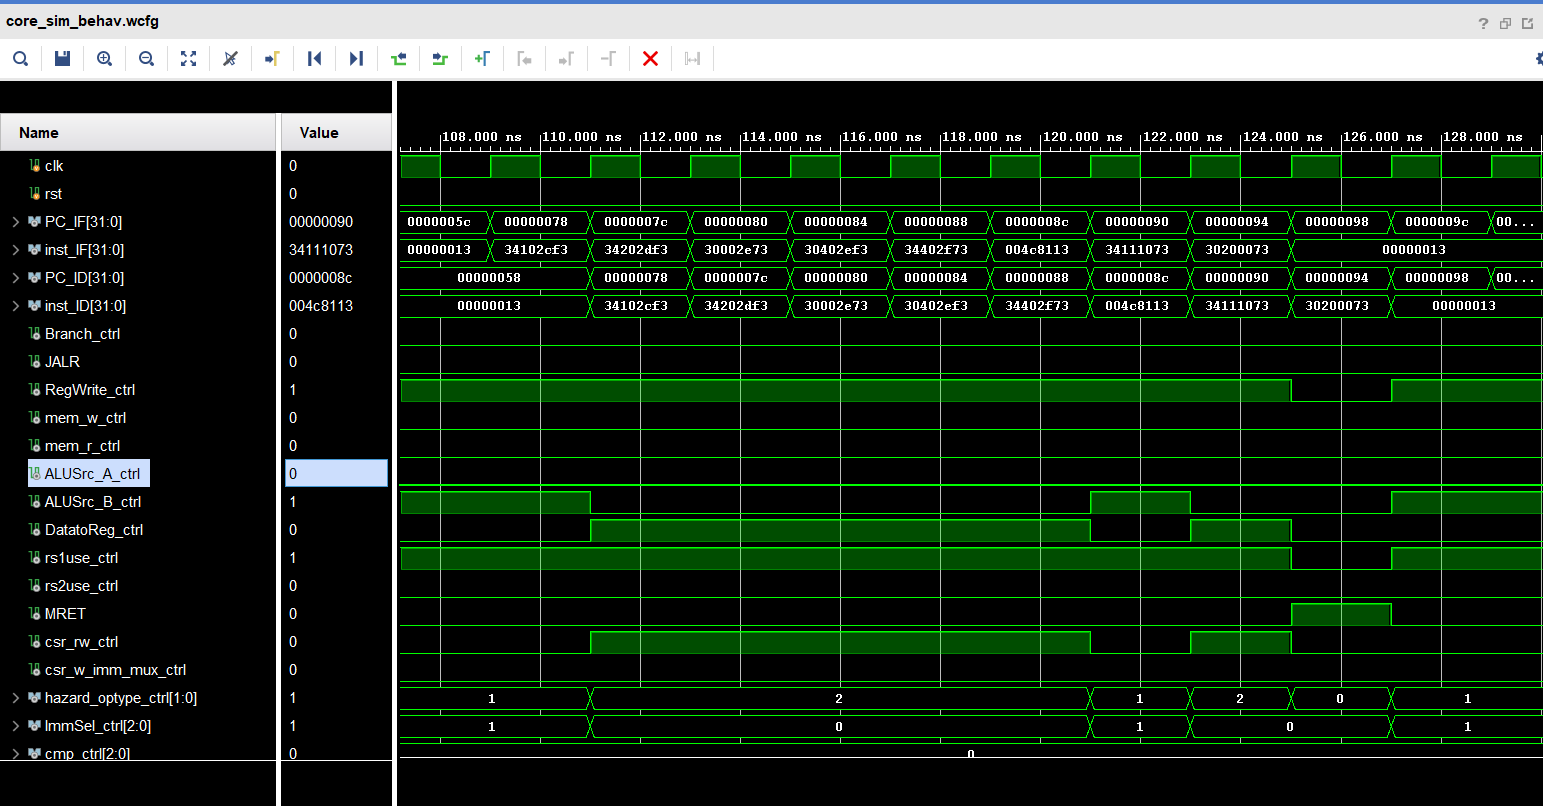 core_sim_behav.wcfg
?
Name Value
108.000 ns 110.000 ns 112.000 ns 114.000 ns 116.000 ns 118.000 ns 120.000 ns 122.000 ns 124.000 ns 126.000 ns 128.000 ns
clk 0
rst 0
PC_IF[31:0] 00000090 0000005c 00000078 0000007c 00000080 00000084 00000088 0000008c 00000090 00000094 00000098 0000009c 00...
inst_IF[31:0] 34111073 00000013 34102cf3 34202df3 30002e73 30402ef3 34402f73 004c8113 34111073 30200073 00000013
PC_ID[31:0] 0000008c 00000058 00000078 0000007c 00000080 00000084 00000088 0000008c 00000090 00000094 00000098 00...
inst_ID[31:0] 004c8113 00000013 34102cf3 34202df3 30002e73 30402ef3 34402f73 004c8113 34111073 30200073 00000013
Branch_ctrl 0
JALR 0
RegWrite_ctrl 1
mem_w_ctrl 0
mem_r_ctrl 0
ALUSrc_A_ctrl 0
ALUSrc_B_ctrl 1
DatatoReg_ctrl 0
rs1use_ctrl 1
rs2use_ctrl 0
MRET 0
csr_rw_ctrl 0
csr_w_imm_mux_ctrl 0
hazard_optype_ctrl[1:0] 1 1 2 1 2 0 1
ImmSel_ctrl[2:0] 1 1 0 1 0 1
cmp_ctrl[2:0] 0 0